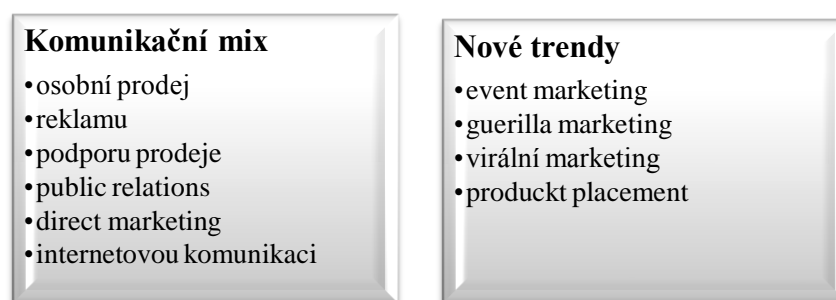 Komunikační mix
•osobní prodej
•reklamu
•podporu prodeje
•public relations
•direct marketing
•internetovou komunikaci
Nové trendy
•event marketing
•guerilla marketing
•virální marketing
•produckt placement